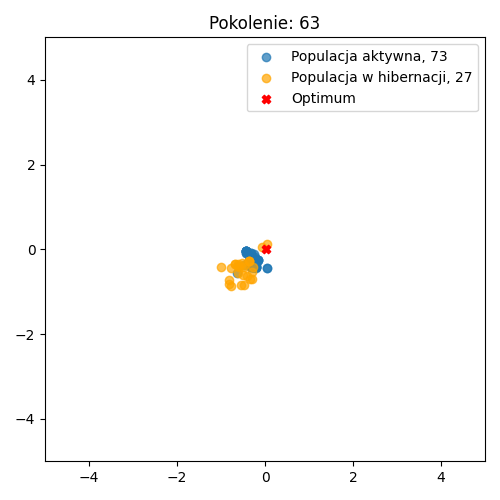 Pokolenie: 63
Populacja aktywna, 73
Populacja w hibernacji, 27
Optimum
4
2
0
−2
−4
−4
−2
0
2
4